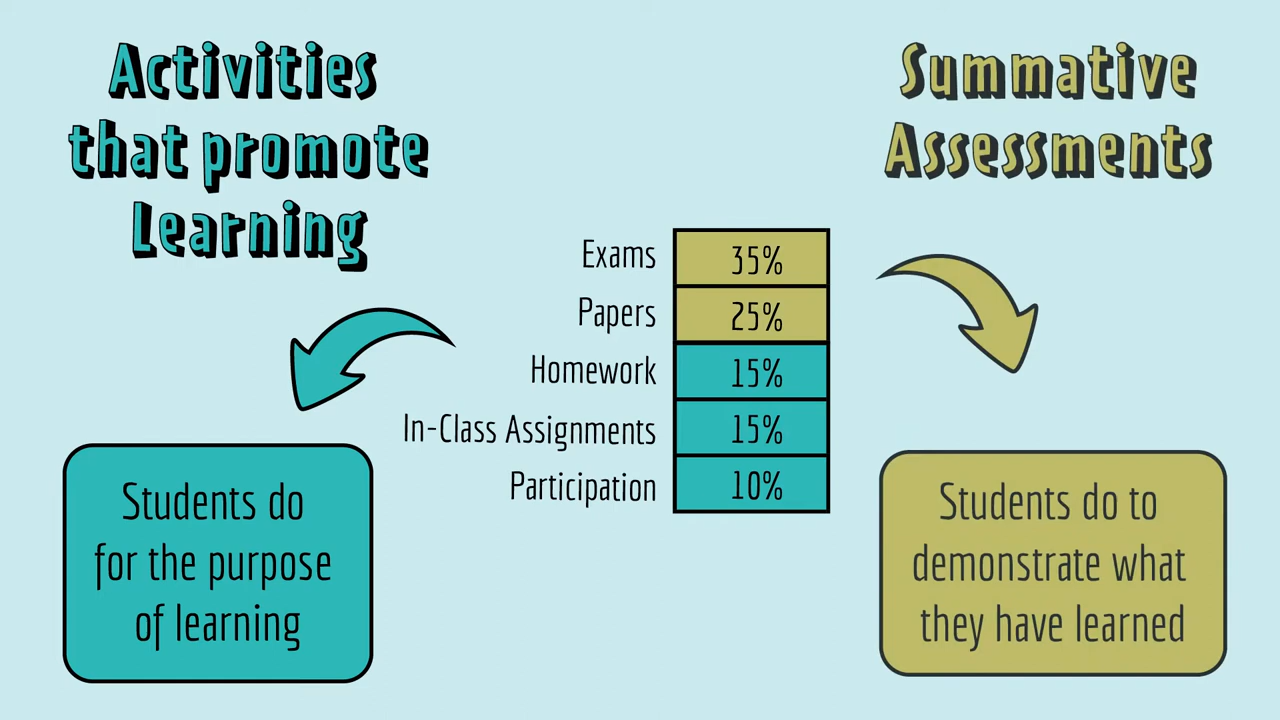 Activities
that promote
Learning
Summative
Assessments
Exams 35%
Papers 25%
Homework 15%
In-Class Assignments 15%
Participation 10%
Students do
for the purpose
of learning
Students do to
demonstrate what
they have learned